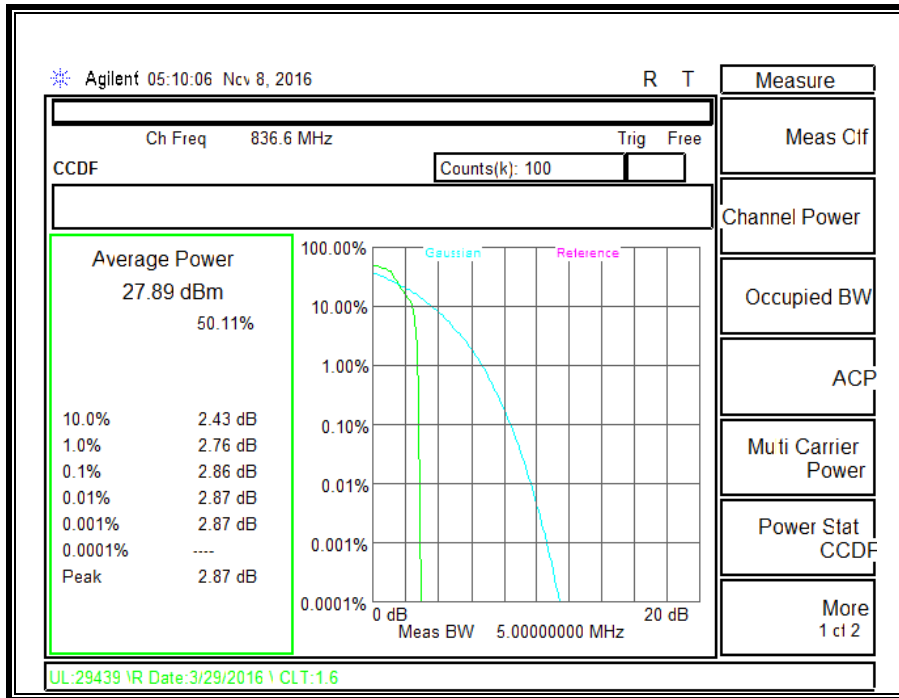 Agilent 05:10:06 Nov 8, 2016 R T
Ch Freq 836.6 MHz Trig Free
CCDF Counts(k): 100
Average Power
27.89 dBm
50.11%
10.0% 2.43 dB
1.0% 2.76 dB
0.1% 2.86 dB
0.01% 2.87 dB
0.001% 2.87 dB
0.0001% ----
Peak 2.87 dB
Gaussian Reference
100.00%
10.00%
1.00%
0.10%
0.01%
0.001%
0.0001%
0 dB 20 dB
Meas BW 5.00000000 MHz
Measure
Meas Off
Channel Power
Occupied BW
ACP
Multi Carrier
Power
Power Stat
CCDF
More
1 of 2
UL:29439 \R Date:3/29/2016 \ CLT:1.6